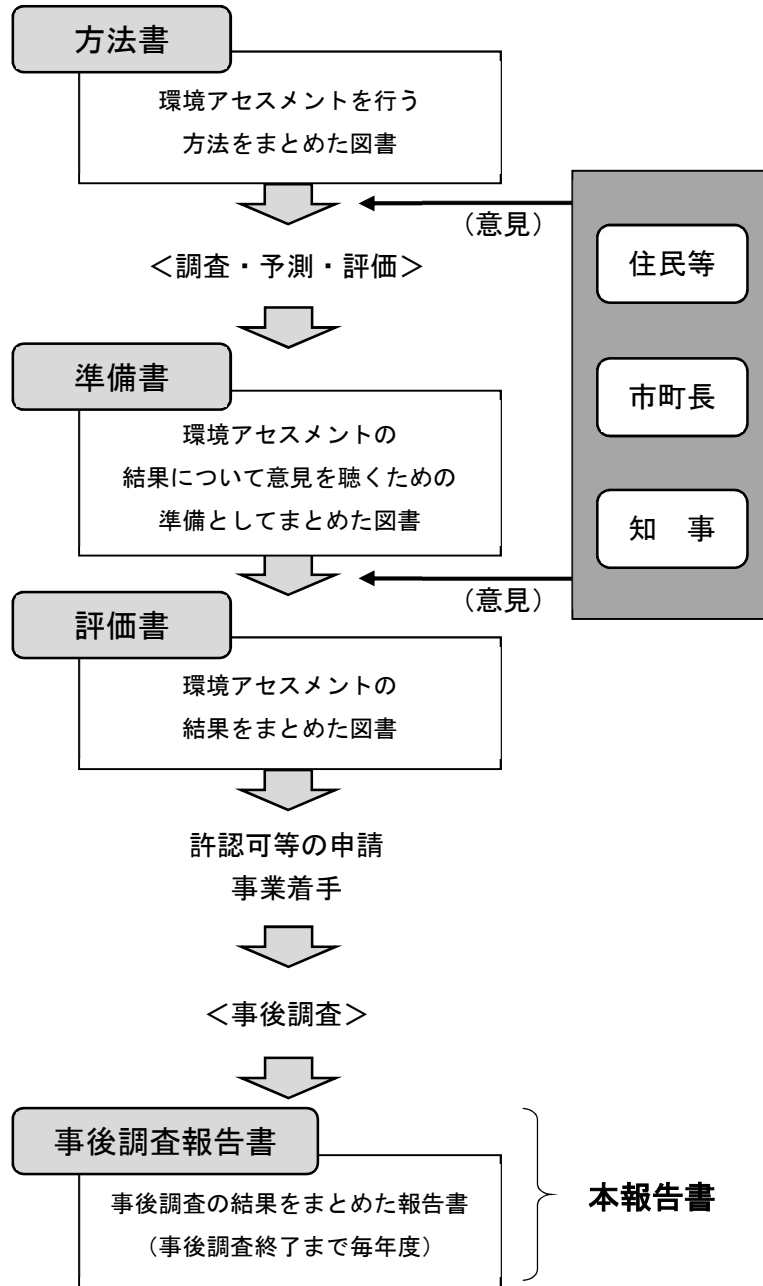 方法書
環境アセスメントを行う
方法をまとめた図書
(意見)
住民等
<調査・予測・評価>
準備書
市町長
環境アセスメントの
結果について意見を聴くための
準備としてまとめた図書
知　事
(意見)
評価書
環境アセスメントの
結果をまとめた図書
許認可等の申請
事業着手
<事後調査>
事後調査報告書
事後調査の結果をまとめた報告書
(事後調査終了まで毎年度)
本報告書